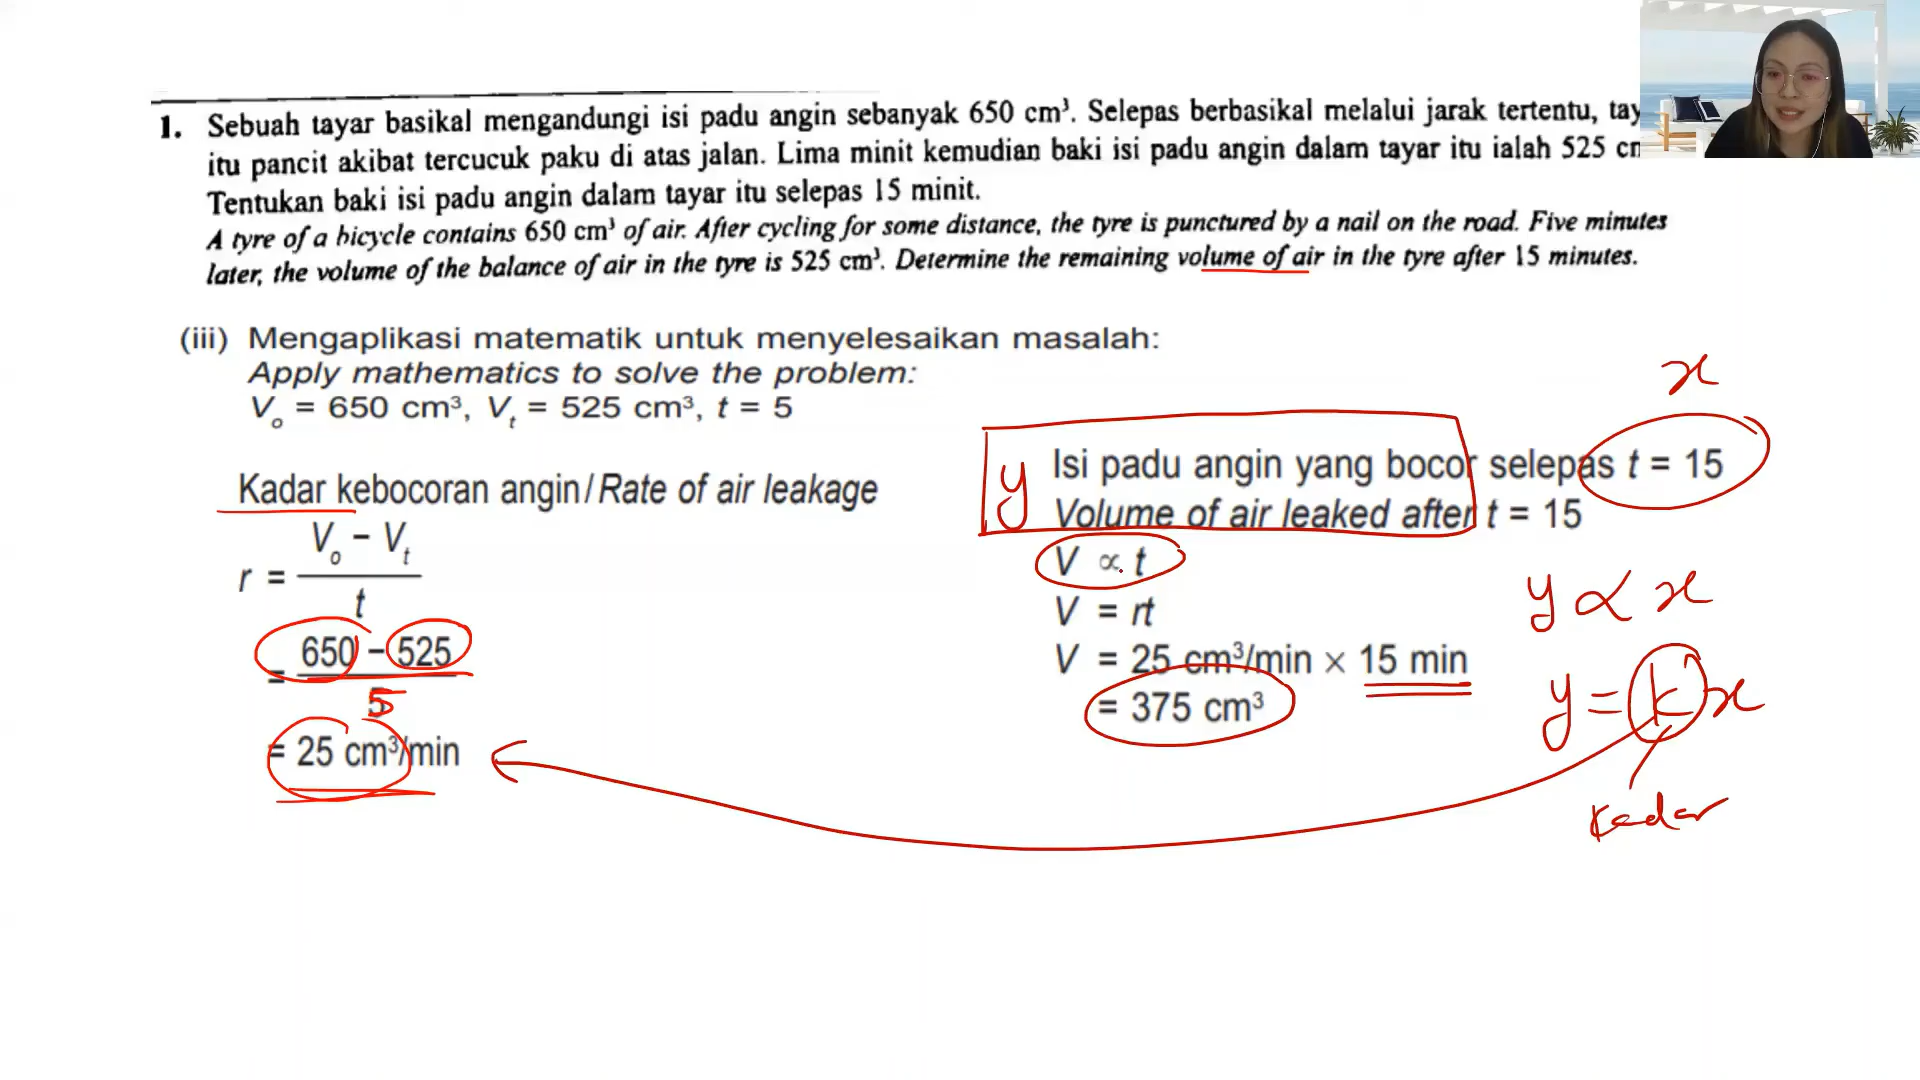 1. Sebuah tayar basikal mengandungi isi padu angin sebanyak 650 cm³. Selepas berbasikal melalui jarak tertentu,
itu pancit akibat tercucuk paku di atas jalan. Lima minit kemudian baki isi padu angin dalam tayar itu ialah 525
Tentukan baki isi padu angin dalam tayar itu selepas 15 minit.
A tyre of a bicycle contains 650 cm³ of air. After cycling for some distance, the tyre is punctured by a nail on the road. Five minutes
later, the volume of the balance of air in the tyre is 525 cm³. Determine the remaining volume of air in the tyre after 15 minutes.
(iii) Mengaplikasi matematik untuk menyelesaikan masalah:
Apply mathematics to solve the problem:
Vₒ = 650 cm³, Vₜ = 525 cm³, t = 5
Kadar kebocoran angin/Rate of air leakage
r = (Vₒ − Vₜ)/t
= (650 − 525)/5
= 25 cm³/min
x
y
Isi padu angin yang bocor selepas t = 15
Volume of air leaked after t = 15
V ∝ t
V = rt
V = 25 cm³/min × 15 min
= 375 cm³
y ∝ x
y = kx
Kadar